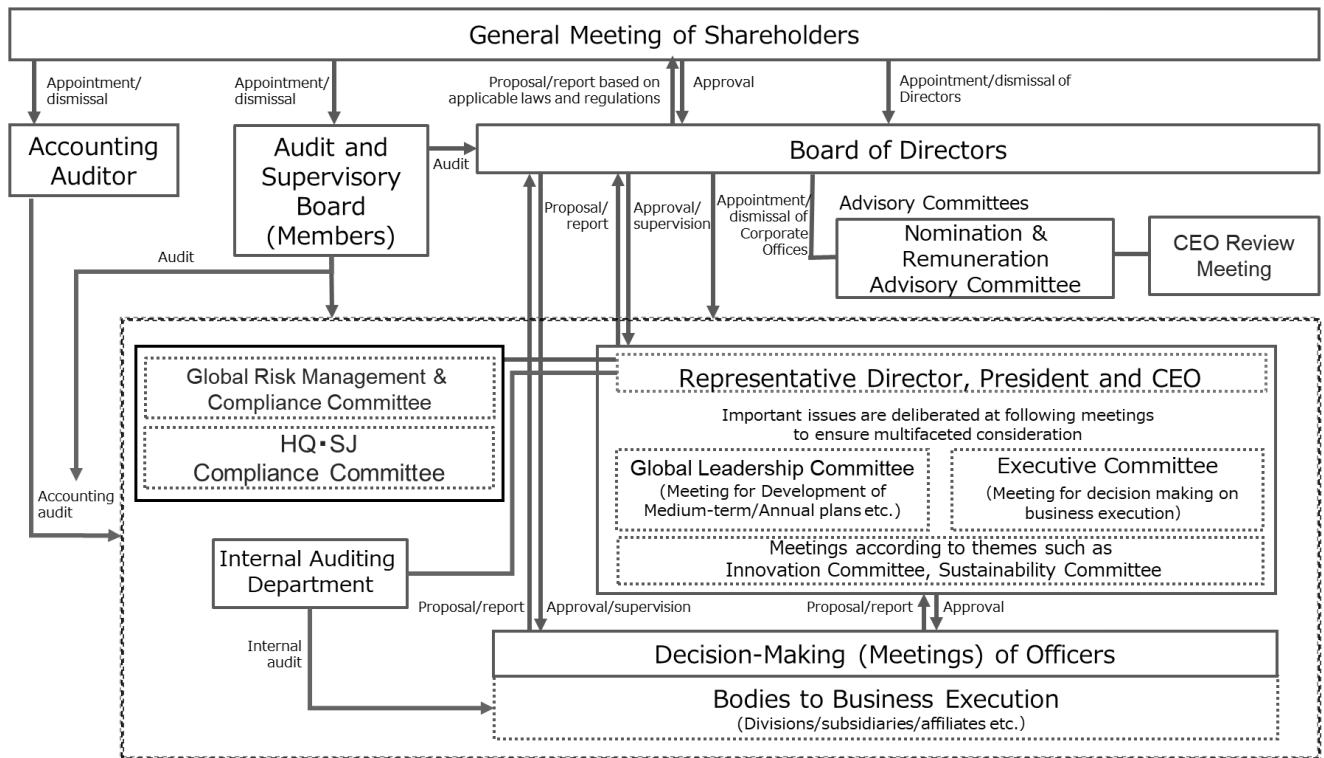 General Meeting of Shareholders
Appointment/
dismissal
Appointment/
dismissal
Proposal/report based on
applicable laws and regulations
Approval
Appointment/dismissal of
Directors
Accounting
Auditor
Audit and
Supervisory
Board
(Members)
Audit
Board of Directors
Proposal/
report
Approval/
supervision
Appointment/
dismissal of
Corporate
Offices
Advisory Committees
Nomination &
Remuneration
Advisory Committee
CEO Review
Meeting
Audit
Global Risk Management &
Compliance Committee
HQ・SJ
Compliance Committee
Representative Director, President and CEO
Important issues are deliberated at following meetings
to ensure multifaceted consideration
Global Leadership Committee
(Meeting for Development of
Medium-term/Annual plans etc.)
Executive Committee
(Meeting for decision making on
business execution)
Meetings according to themes such as
Innovation Committee, Sustainability Committee
Accounting
audit
Internal Auditing
Department
Proposal/report
Approval/supervision
Proposal/report
Approval
Internal
audit
Decision-Making (Meetings) of Officers
Bodies to Business Execution
(Divisions/subsidiaries/affiliates etc.)